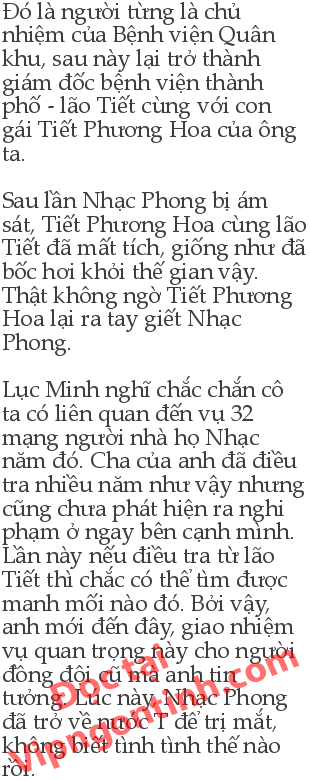 Đó là người từng là chủ
nhiệm của Bệnh viện Quân
khu, sau này lại trở thành
giám đốc bệnh viện thành
phố - lão Tiết cùng với con
gái Tiết Phương Hoa của ông
ta.
Sau lần Nhạc Phong bị ám
sát, Tiết Phương Hoa cùng lão
Tiết đã mất tích, giống như đã
bốc hơi khỏi thế gian vậy.
Thật không ngờ Tiết Phương
Hoa lại ra tay giết Nhạc
Phong.
Lục Minh nghĩ chắc chắn cô
ta có liên quan đến vụ 32
mạng người nhà họ Nhạc
năm đó. Cha của anh đã điều
tra nhiều năm như vậy nhưng
cũng chưa phát hiện ra nghi
phạm ở ngay bên cạnh mình.
Lần này nếu điều tra từ lão
Tiết thì chắc có thể tìm được
manh mối nào đó. Bởi vậy,
anh mới đến đây, giao nhiệm
vụ quan trọng này cho người
đồng đội cũ mà anh tin
tưởng. Lúc này, Nhạc Phong
đã trở về nước T để trị mắt,
không biết tình tình thế nào
rồi.
Đọc tại
Vipngontinh.com